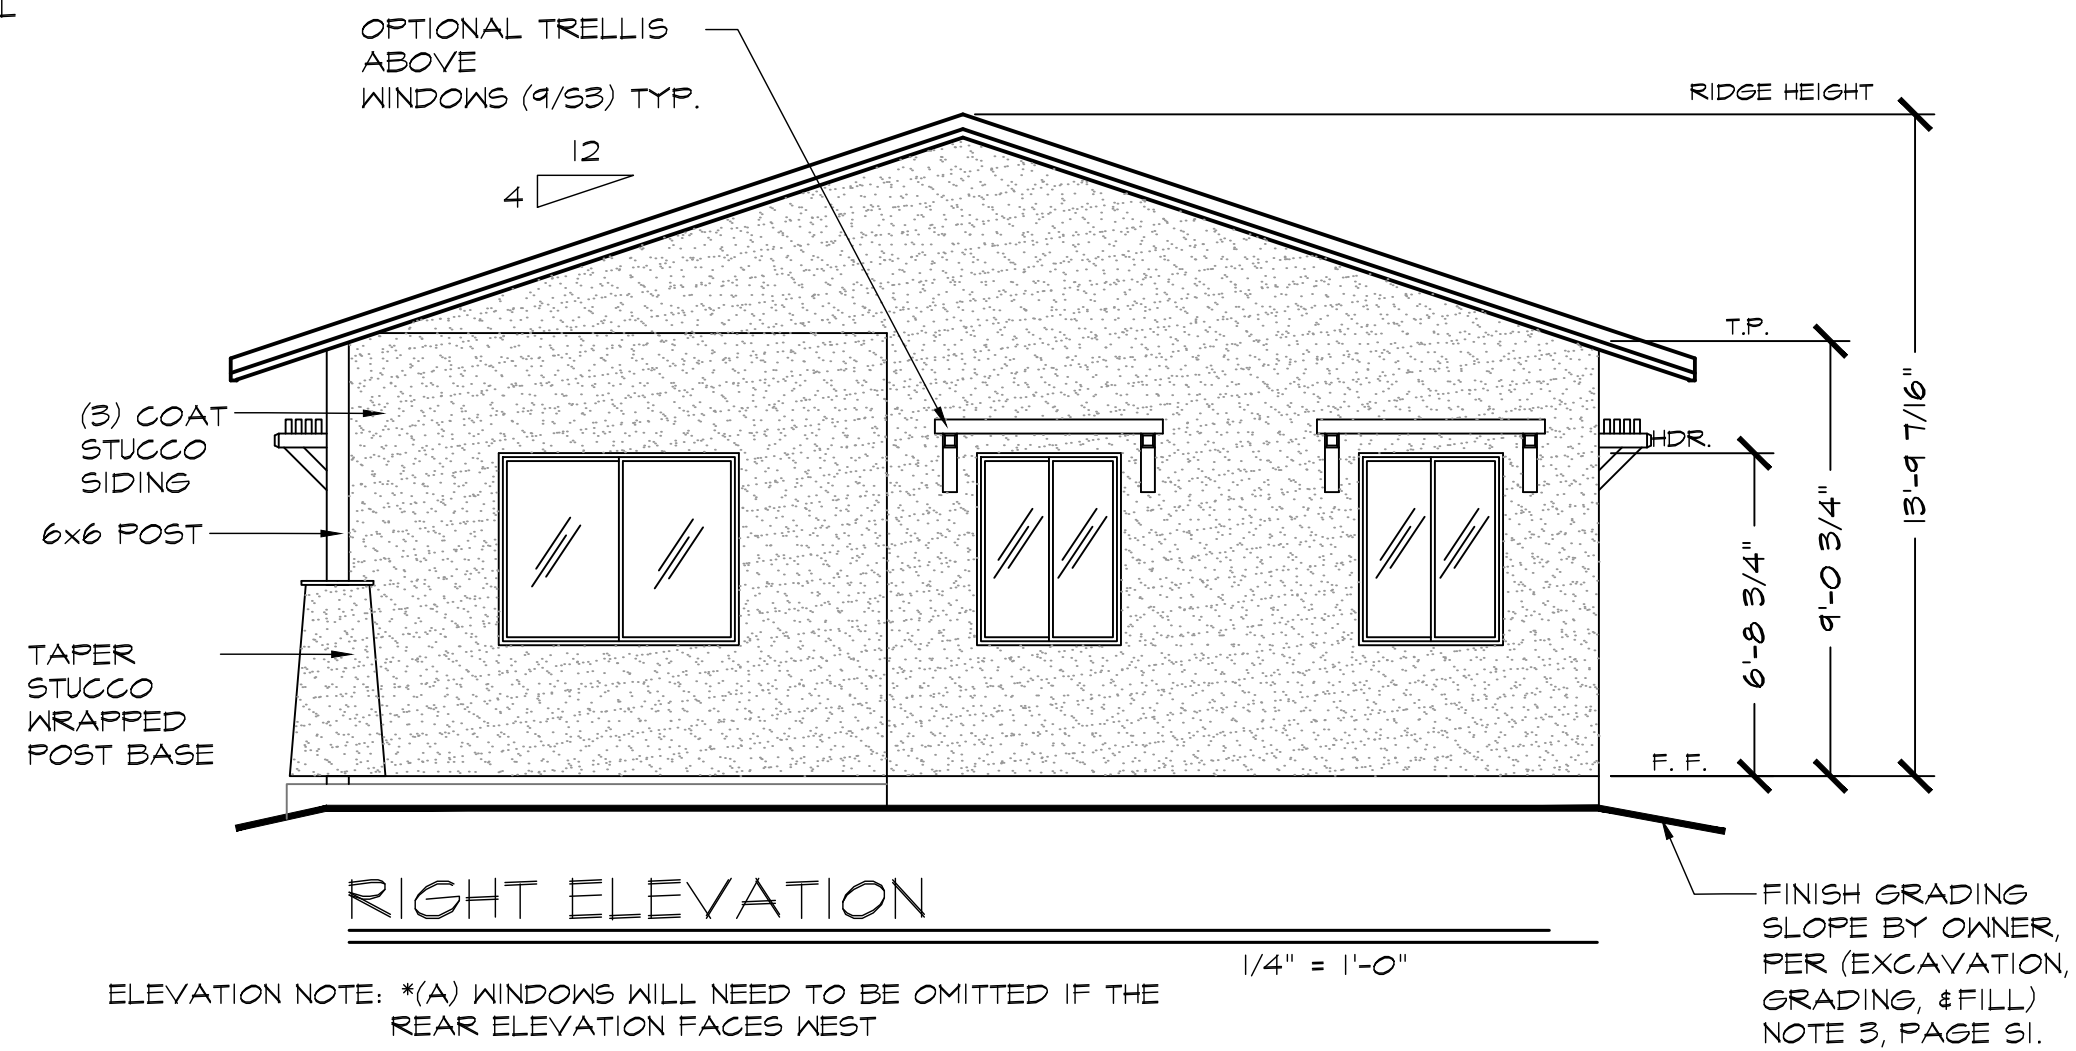 OPTIONAL TRELLIS
ABOVE
WINDOWS (9/S3) TYP.
RIDGE HEIGHT
12
4
T.P.
(3) COAT
STUCCO
SIDING
HDR.
13'-9 7/16"
9'-0 3/4"
6'-8 3/4"
6x6 POST
TAPER
STUCCO
WRAPPED
POST BASE
F. F.
RIGHT ELEVATION
1/4" = 1'-0"
FINISH GRADING
SLOPE BY OWNER,
PER (EXCAVATION,
GRADING, &FILL)
NOTE 3, PAGE S1.
ELEVATION NOTE: *(A) WINDOWS WILL NEED TO BE OMITTED IF THE
REAR ELEVATION FACES WEST